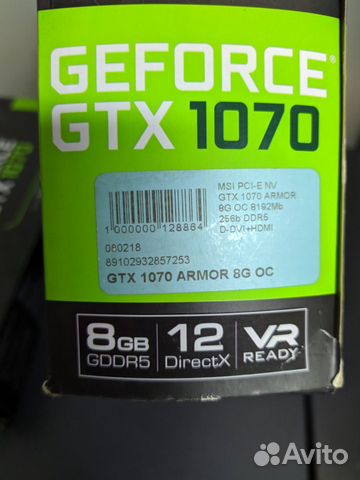 GEFORCE®
GTX 1070
MSI PCI-E NV
GTX 1070 ARMOR
8G OC 8192Mb
256b DDR5
D-DVI+HDMI
1 000000 128864
060218
89102932857253
GTX 1070 ARMOR 8G OC
8GB
GDDR5
12
DirectX
VR
READY
Avito